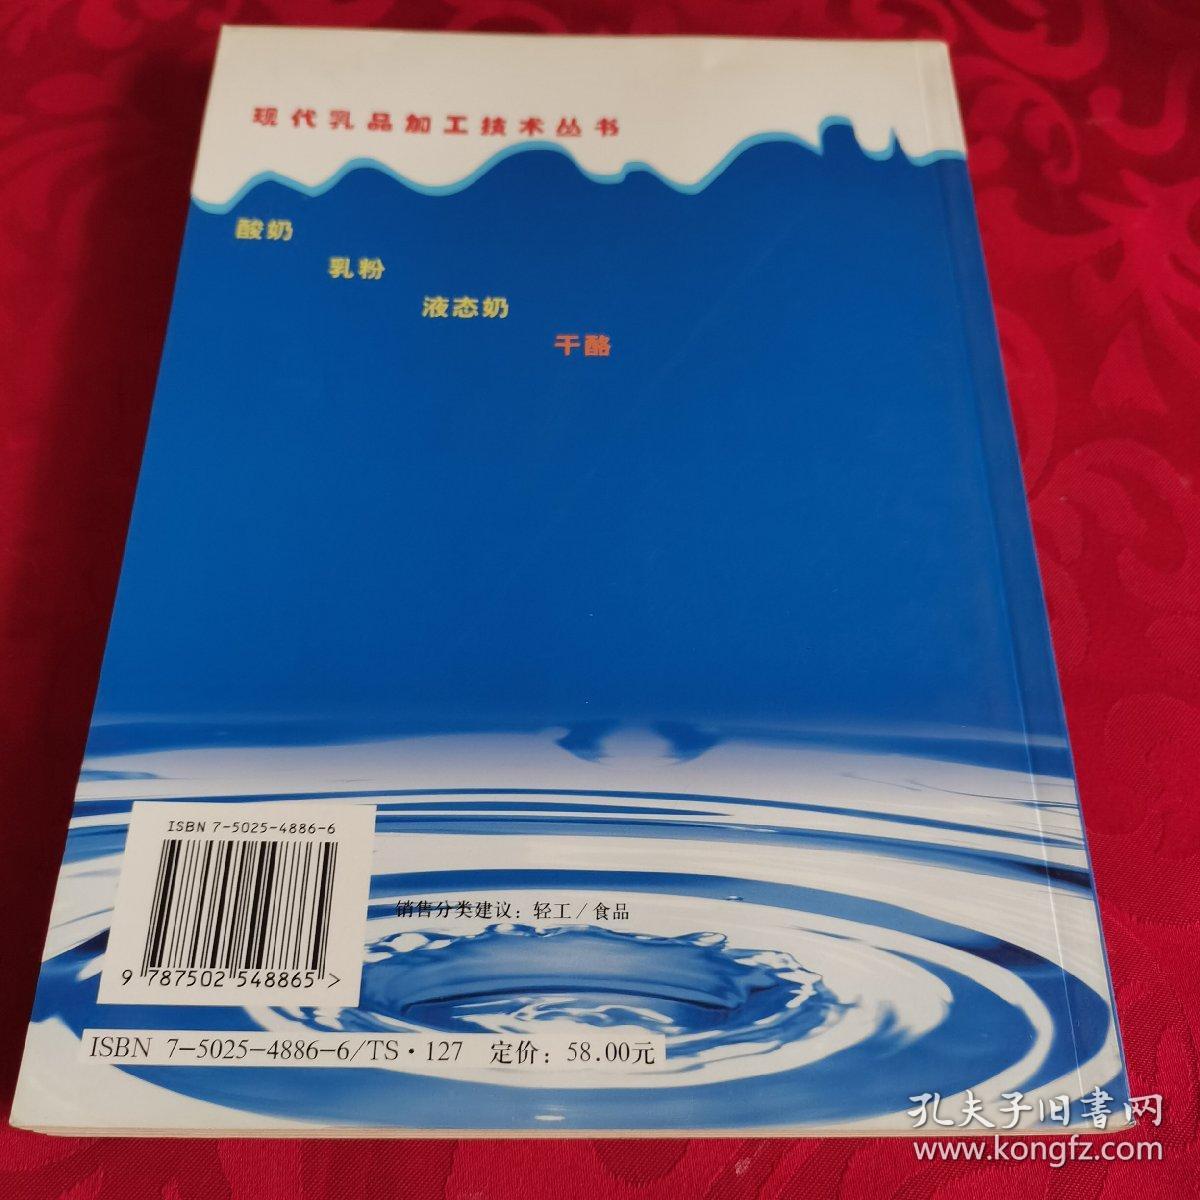 现代乳品加工技术丛书
酸奶
乳粉
液态奶
干酪
ISBN 7-5025-4886-6
9 787502 548865 >
销售分类建议：轻工／食品
ISBN 7-5025-4886-6/TS·127 定价：58.00元
孔夫子旧書网
www.kongfz.com